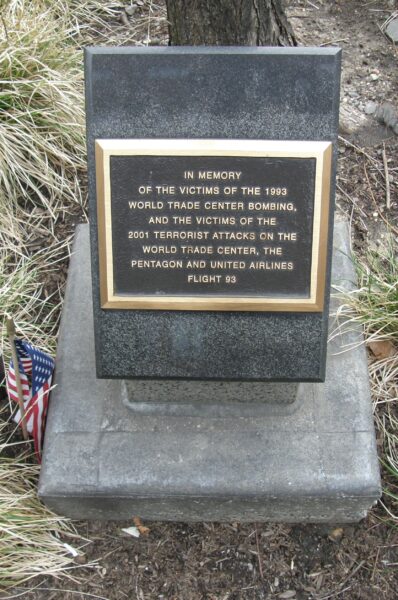 IN MEMORY
OF THE VICTIMS OF THE 1993
WORLD TRADE CENTER BOMBING,
AND THE VICTIMS OF THE
2001 TERRORIST ATTACKS ON THE
WORLD TRADE CENTER, THE
PENTAGON AND UNITED AIRLINES
FLIGHT 93